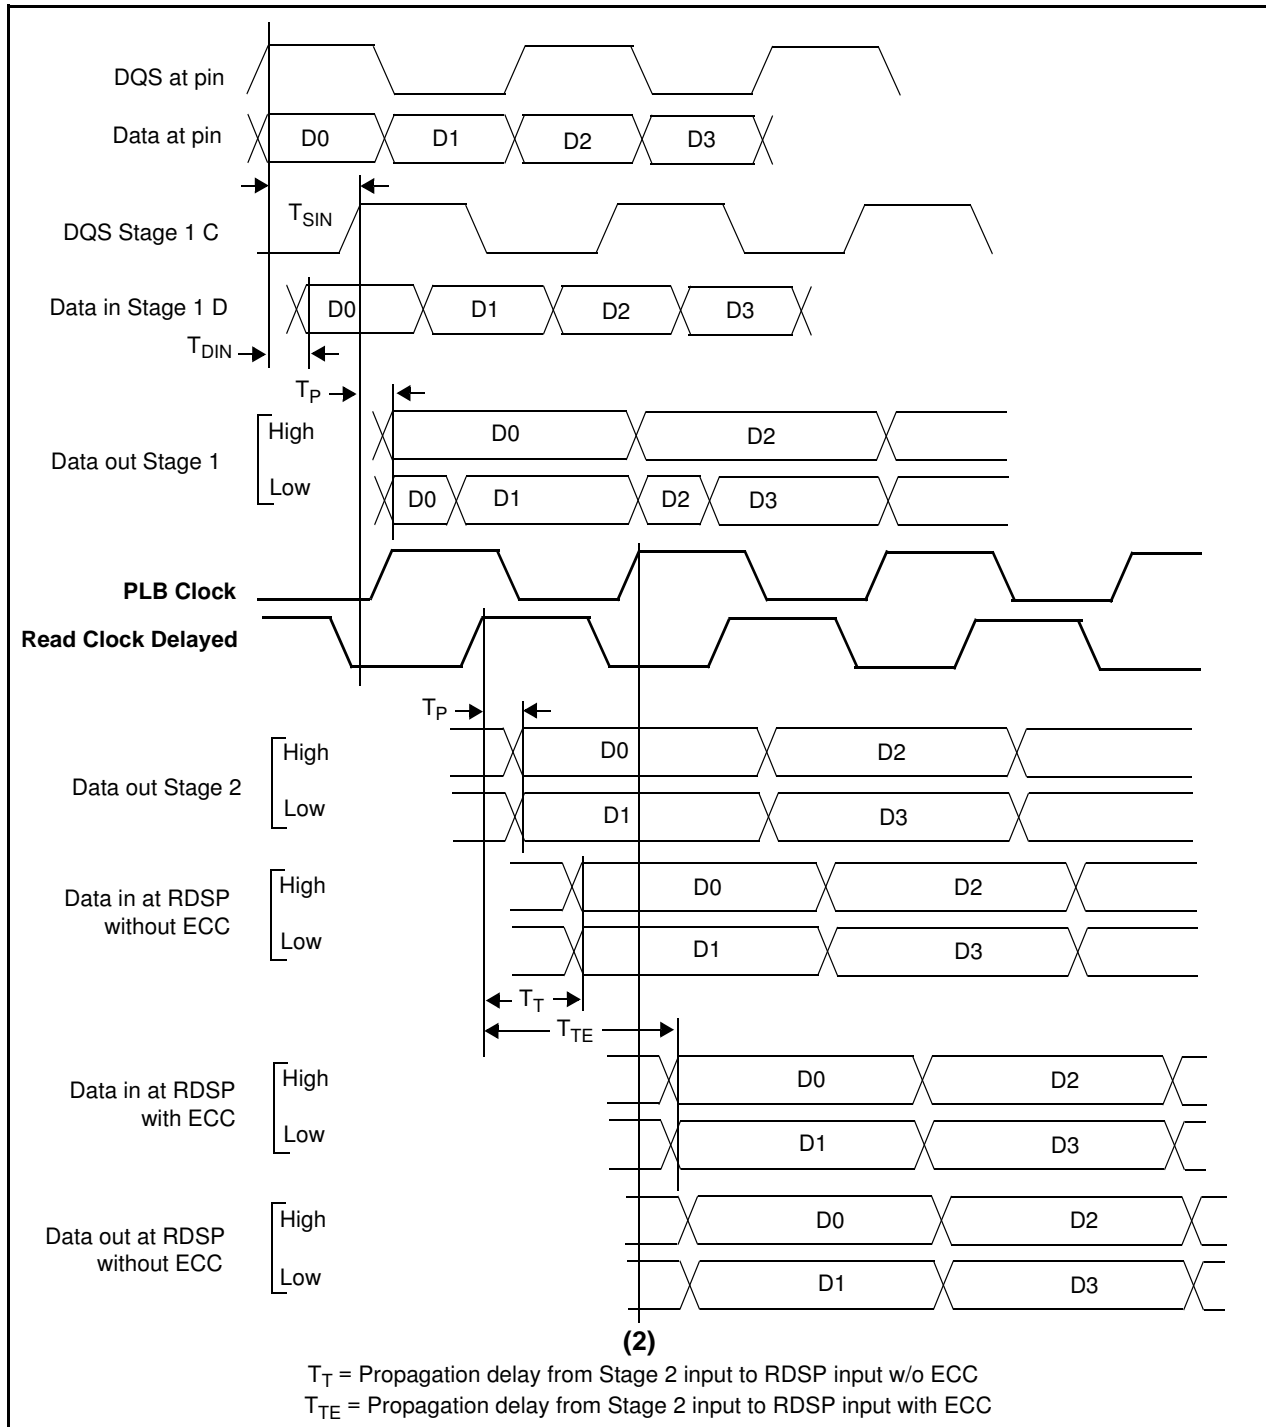 DQS at pin
Data at pin
D0 D1 D2 D3
TSIN
DQS Stage 1 C
Data in Stage 1 D
D0 D1 D2 D3
TDIN
TP
High
D0 D2
Data out Stage 1
Low
D0 D1 D2 D3
PLB Clock
Read Clock Delayed
TP
High
D0 D2
Data out Stage 2
Low
D1 D3
High
D0 D2
Data in at RDSP
without ECC
Low
D1 D3
TT
TTE
High
D0 D2
Data in at RDSP
with ECC
Low
D1 D3
High
D0 D2
Data out at RDSP
without ECC
Low
D1 D3
(2)
TT = Propagation delay from Stage 2 input to RDSP input w/o ECC
TTE = Propagation delay from Stage 2 input to RDSP input with ECC